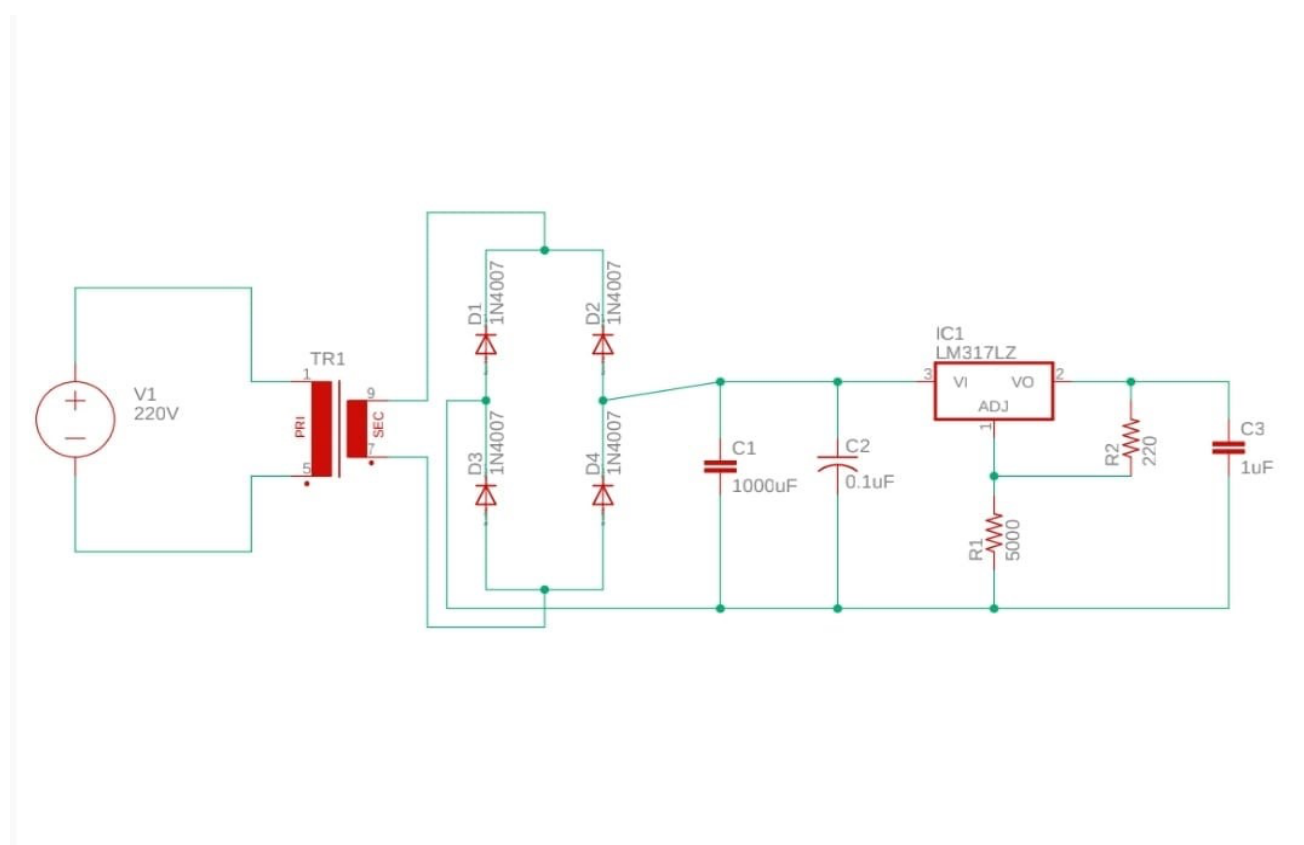 TR1
V1
220V
PRI
SEC
1
5
9
7
D1
1N4007
D2
1N4007
D3
1N4007
D4
1N4007
C1
1000uF
C2
0.1uF
IC1
LM317LZ
3
VI
VO
2
ADJ
1
R2
220
R1
5000
C3
1uF